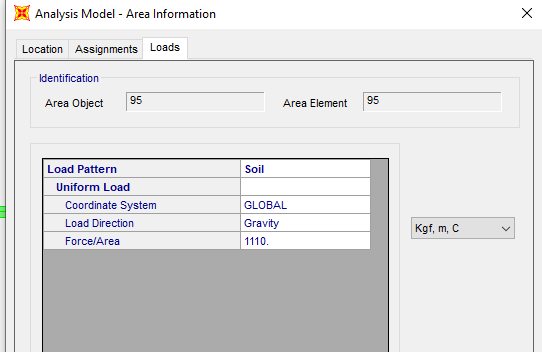 Analysis Model - Area Information
Location Assignments Loads
Identification
Area Object 95 Area Element 95
Load Pattern Soil
Uniform Load
Coordinate System GLOBAL
Load Direction Gravity
Force/Area 1110.
Kgf, m, C